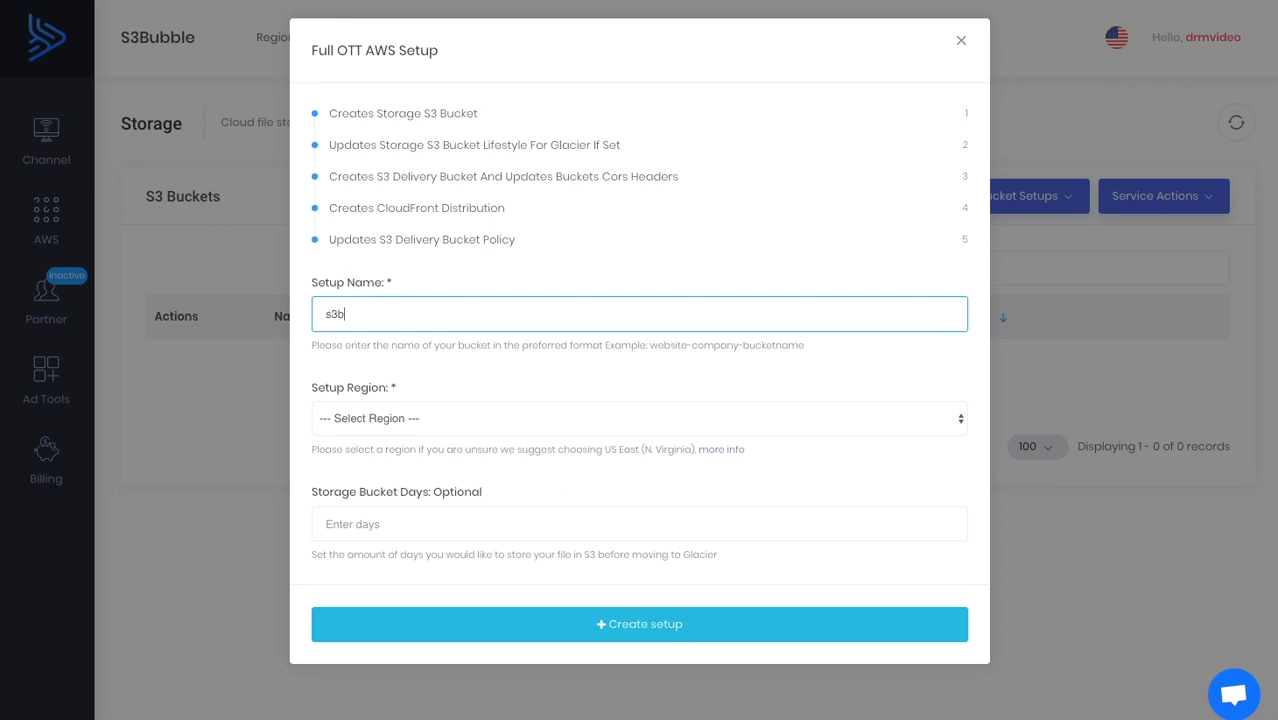 S3Bubble
Hello, drmvideo
Full OTT AWS Setup
Creates Storage S3 Bucket 1
Updates Storage S3 Bucket Lifestyle For Glacier If Set 2
Creates S3 Delivery Bucket And Updates Buckets Cors Headers 3
Creates CloudFront Distribution 4
Updates S3 Delivery Bucket Policy 5
Setup Name: *
s3b
Please enter the name of your bucket in the preferred format Example: website-company-bucketname
Setup Region: *
--- Select Region ---
Please select a region if you are unsure we suggest choosing US East (N. Virginia). more info
Storage Bucket Days: Optional
Enter days
Set the amount of days you would like to store your file in S3 before moving to Glacier
Create setup
Channel
AWS
Inactive
Partner
Ad Tools
Billing
Storage
Cloud file
S3 Buckets
Setups
Service Actions
Actions
100
Displaying 1 - 0 of 0 records